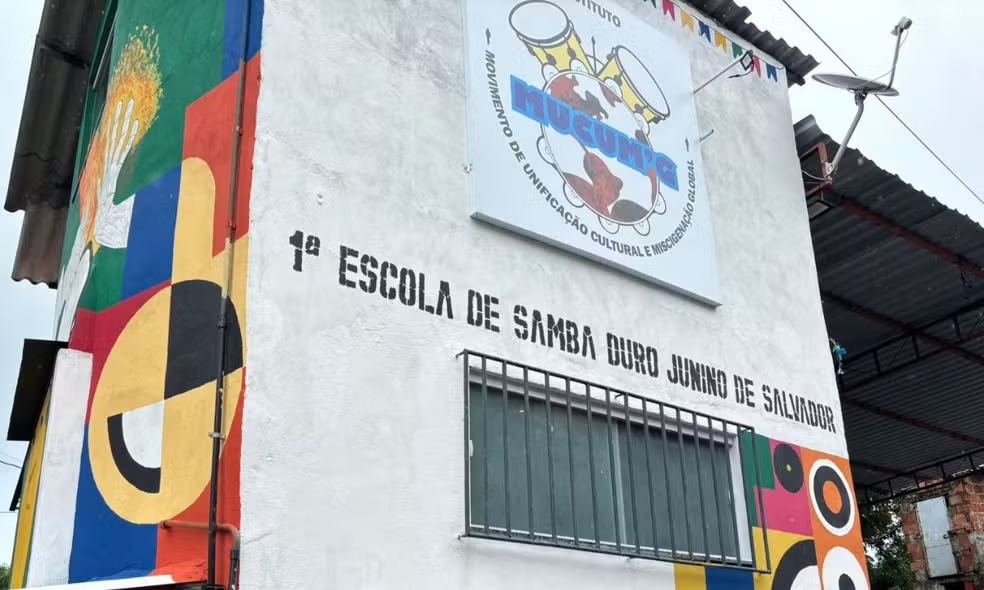 INSTITUTO
MUCUM'G
MOVIMENTO DE UNIFICAÇÃO CULTURAL E MISCIGENAÇÃO GLOBAL
1ª ESCOLA DE SAMBA DURO JUNINO DE SALVADOR